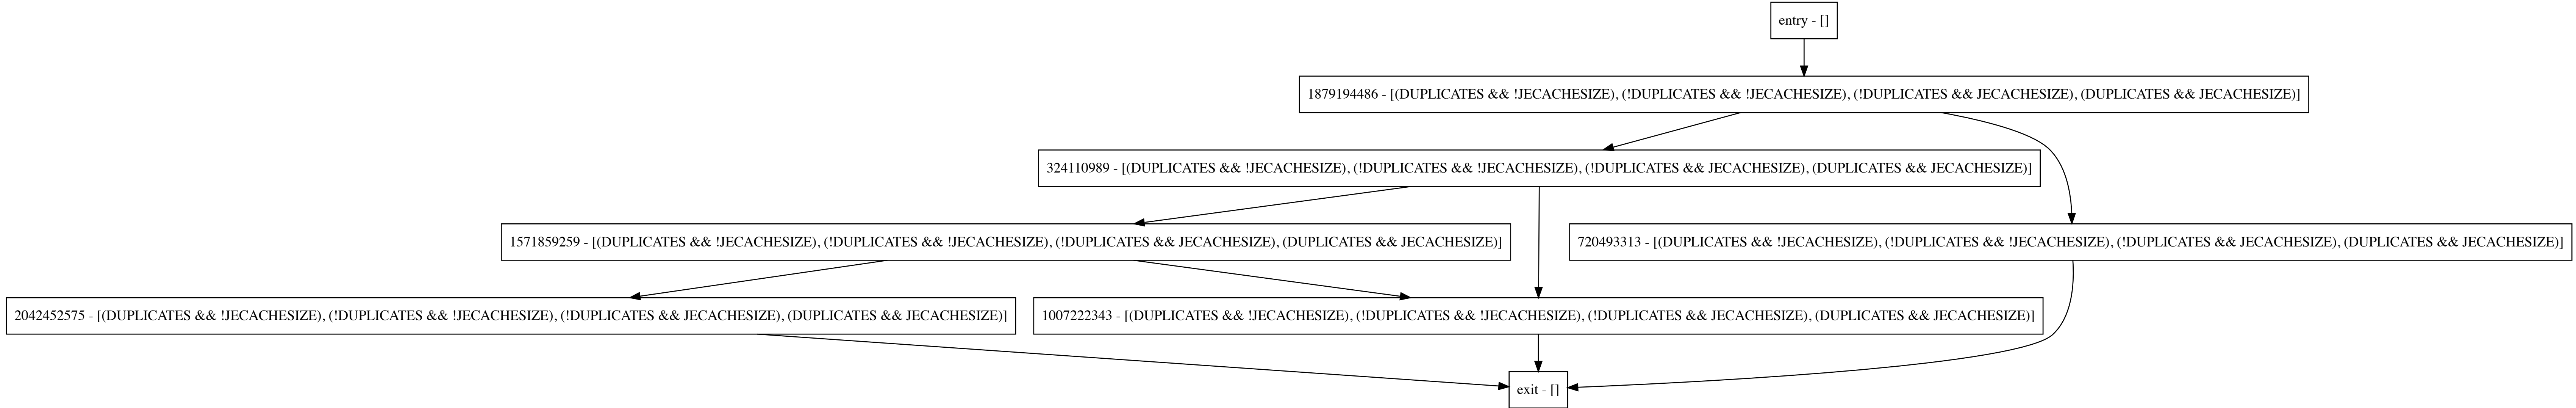 entry - []
1879194486 - [(DUPLICATES && !JECACHESIZE), (!DUPLICATES && !JECACHESIZE), (!DUPLICATES && JECACHESIZE), (DUPLICATES && JECACHESIZE)]
324110989 - [(DUPLICATES && !JECACHESIZE), (!DUPLICATES && !JECACHESIZE), (!DUPLICATES && JECACHESIZE), (DUPLICATES && JECACHESIZE)]
1571859259 - [(DUPLICATES && !JECACHESIZE), (!DUPLICATES && !JECACHESIZE), (!DUPLICATES && JECACHESIZE), (DUPLICATES && JECACHESIZE)]
720493313 - [(DUPLICATES && !JECACHESIZE), (!DUPLICATES && !JECACHESIZE), (!DUPLICATES && JECACHESIZE), (DUPLICATES && JECACHESIZE)]
2042452575 - [(DUPLICATES && !JECACHESIZE), (!DUPLICATES && !JECACHESIZE), (!DUPLICATES && JECACHESIZE), (DUPLICATES && JECACHESIZE)]
1007222343 - [(DUPLICATES && !JECACHESIZE), (!DUPLICATES && !JECACHESIZE), (!DUPLICATES && JECACHESIZE), (DUPLICATES && JECACHESIZE)]
exit - []